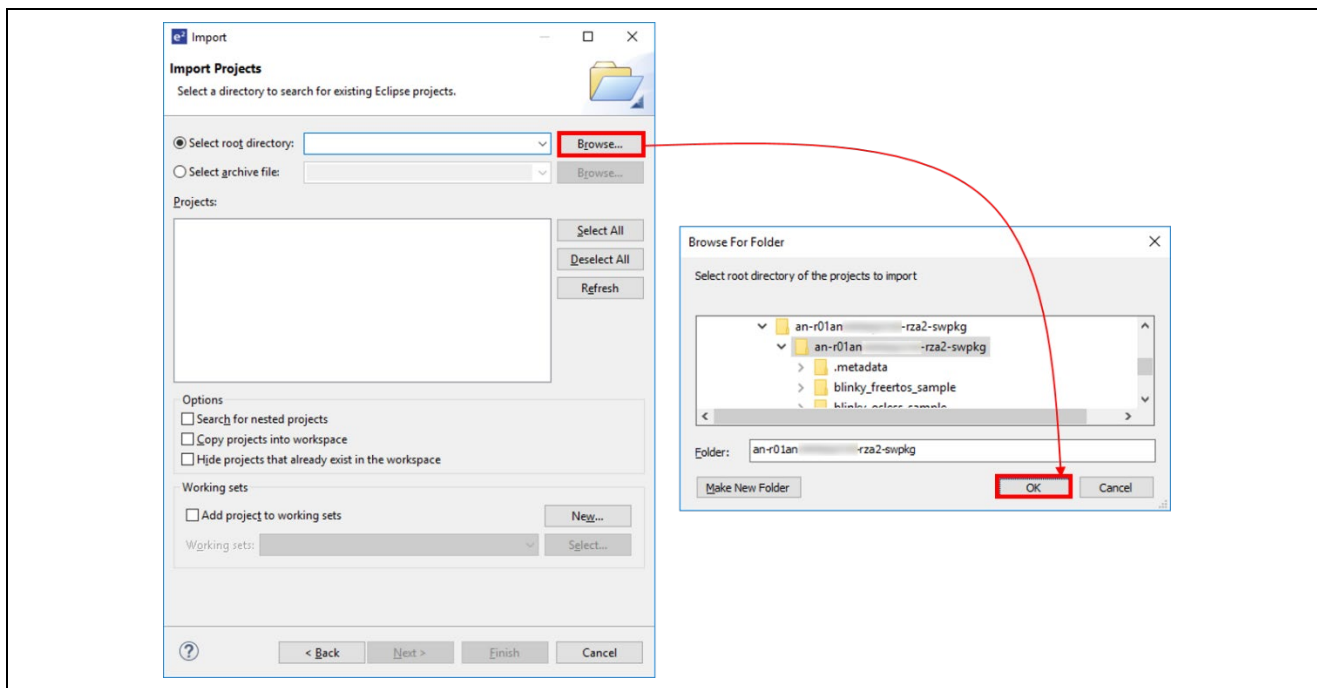 e² Import
Import Projects
Select a directory to search for existing Eclipse projects.
Select root directory:
Browse...
Select archive file:
Browse...
Projects:
Select All
Deselect All
Refresh
Options
Search for nested projects
Copy projects into workspace
Hide projects that already exist in the workspace
Working sets
Add project to working sets
New...
Working sets:
Select...
?
< Back
Next >
Finish
Cancel
Browse For Folder
Select root directory of the projects to import
an-r01an -rza2-swpkg
an-r01an -rza2-swpkg
.metadata
blinky_freertos_sample
Folder:
an-r01an -rza2-swpkg
Make New Folder
OK
Cancel